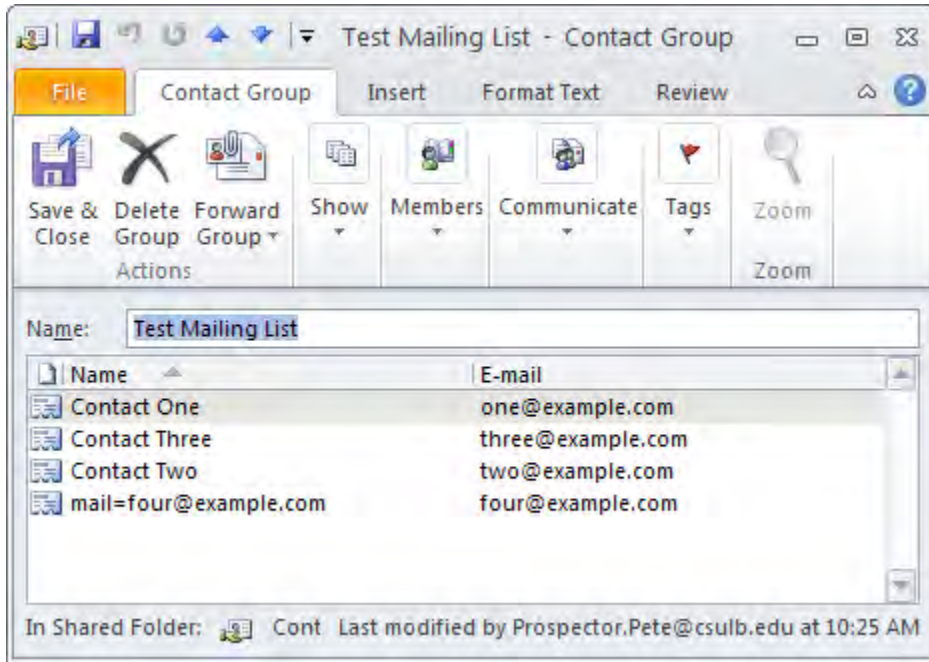 Test Mailing List - Contact Group
File Contact Group Insert Format Text Review
Save & Close Delete Group Forward Group Show Members Communicate Tags Zoom
Actions Zoom
Name: Test Mailing List
Name E-mail
Contact One one@example.com
Contact Three three@example.com
Contact Two two@example.com
mail=four@example.com four@example.com
In Shared Folder: Cont Last modified by Prospector.Pete@csulb.edu at 10:25 AM